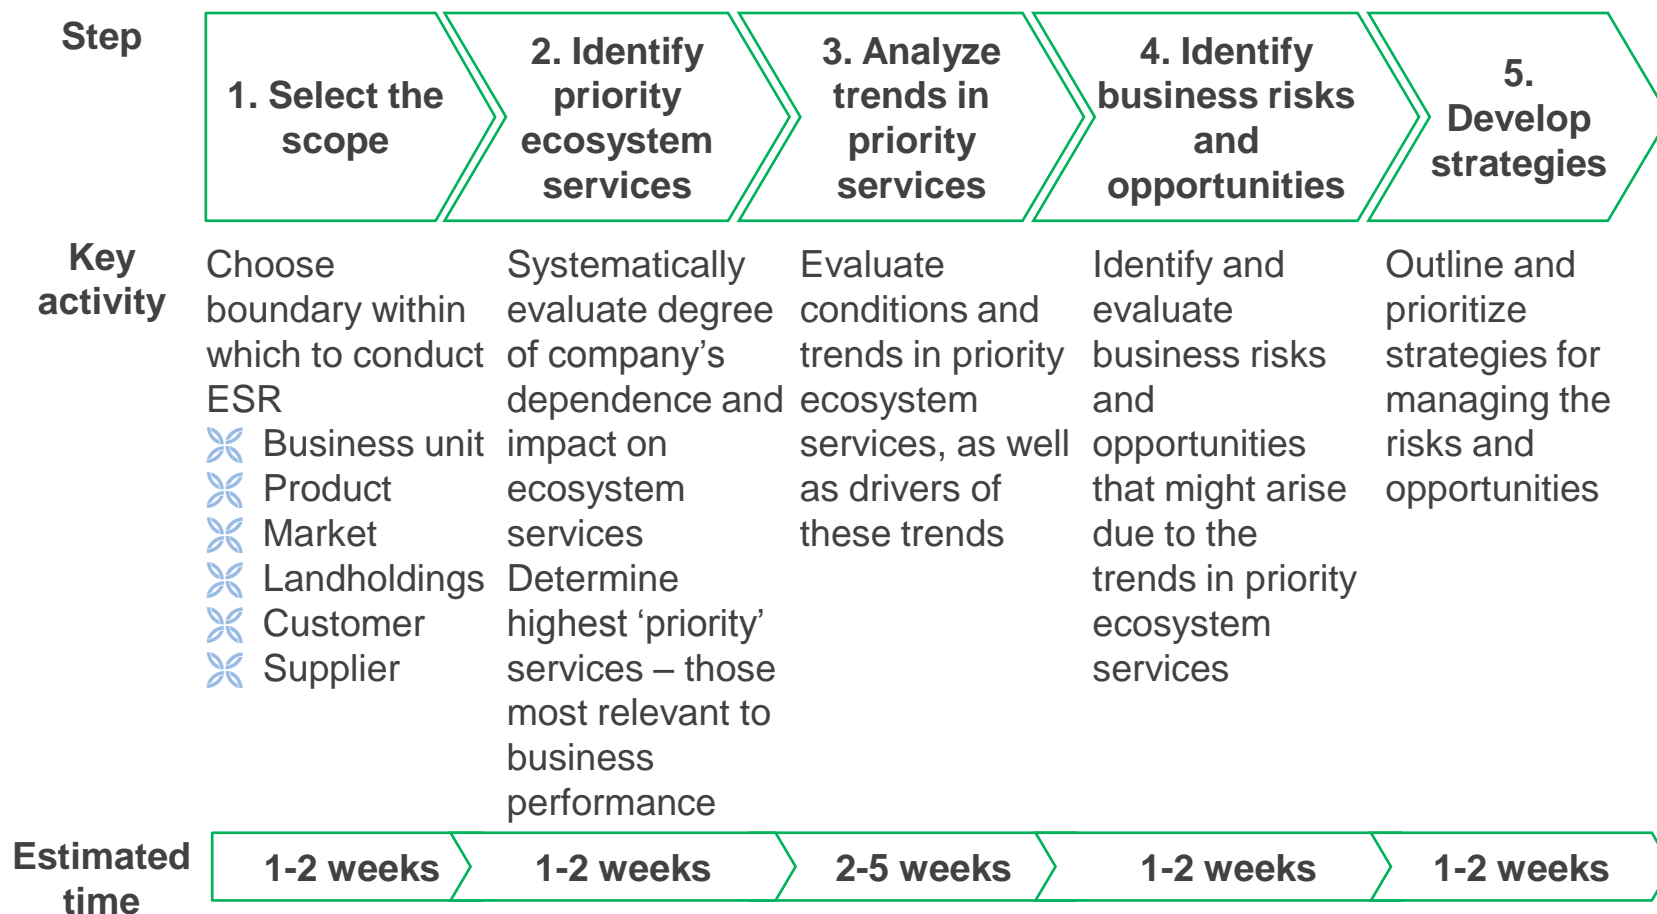 Step
1. Select the
scope
2. Identify
priority
ecosystem
services
3. Analyze
trends in
priority
services
4. Identify
business risks
and
opportunities
5.
Develop
strategies
Key
activity
Choose
boundary within
which to conduct
ESR
Business unit
Product
Market
Landholdings
Customer
Supplier
Systematically
evaluate degree
of company’s
dependence and
impact on
ecosystem
services
Determine
highest ‘priority’
services – those
most relevant to
business
performance
Evaluate
conditions and
trends in priority
ecosystem
services, as well
as drivers of
these trends
Identify and
evaluate
business risks
and
opportunities
that might arise
due to the
trends in priority
ecosystem
services
Outline and
prioritize
strategies for
managing the
risks and
opportunities
Estimated
time
1-2 weeks
1-2 weeks
2-5 weeks
1-2 weeks
1-2 weeks